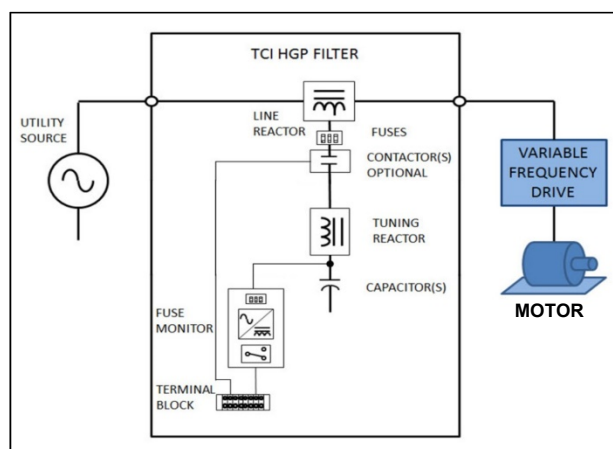 TCI HGP FILTER
UTILITY
SOURCE
LINE
REACTOR
FUSES
CONTACTOR(S)
OPTIONAL
VARIABLE
FREQUENCY
DRIVE
TUNING
REACTOR
CAPACITOR(S)
MOTOR
FUSE
MONITOR
TERMINAL
BLOCK